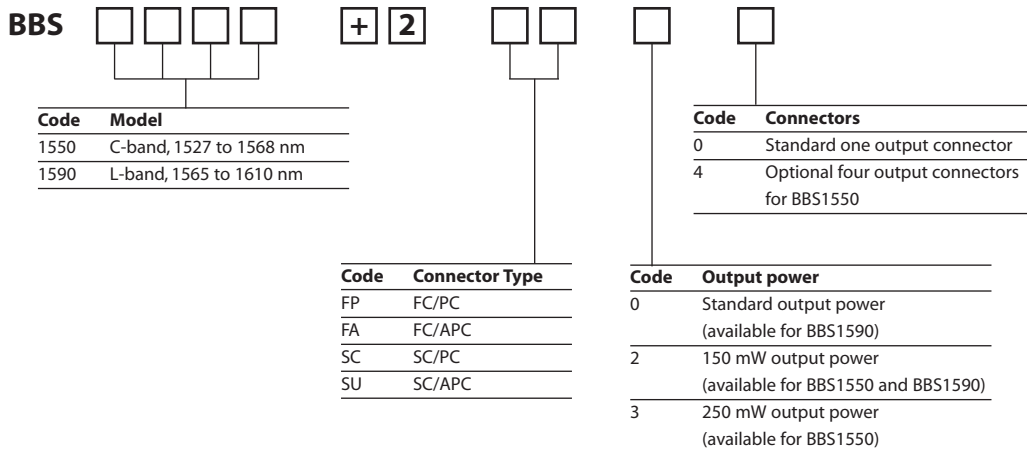 BBS + 2
Code Model
1550 C-band, 1527 to 1568 nm
1590 L-band, 1565 to 1610 nm
Code Connectors
0 Standard one output connector
4 Optional four output connectors
for BBS1550
Code Connector Type
FP FC/PC
FA FC/APC
SC SC/PC
SU SC/APC
Code Output power
0 Standard output power
(available for BBS1590)
2 150 mW output power
(available for BBS1550 and BBS1590)
3 250 mW output power
(available for BBS1550)